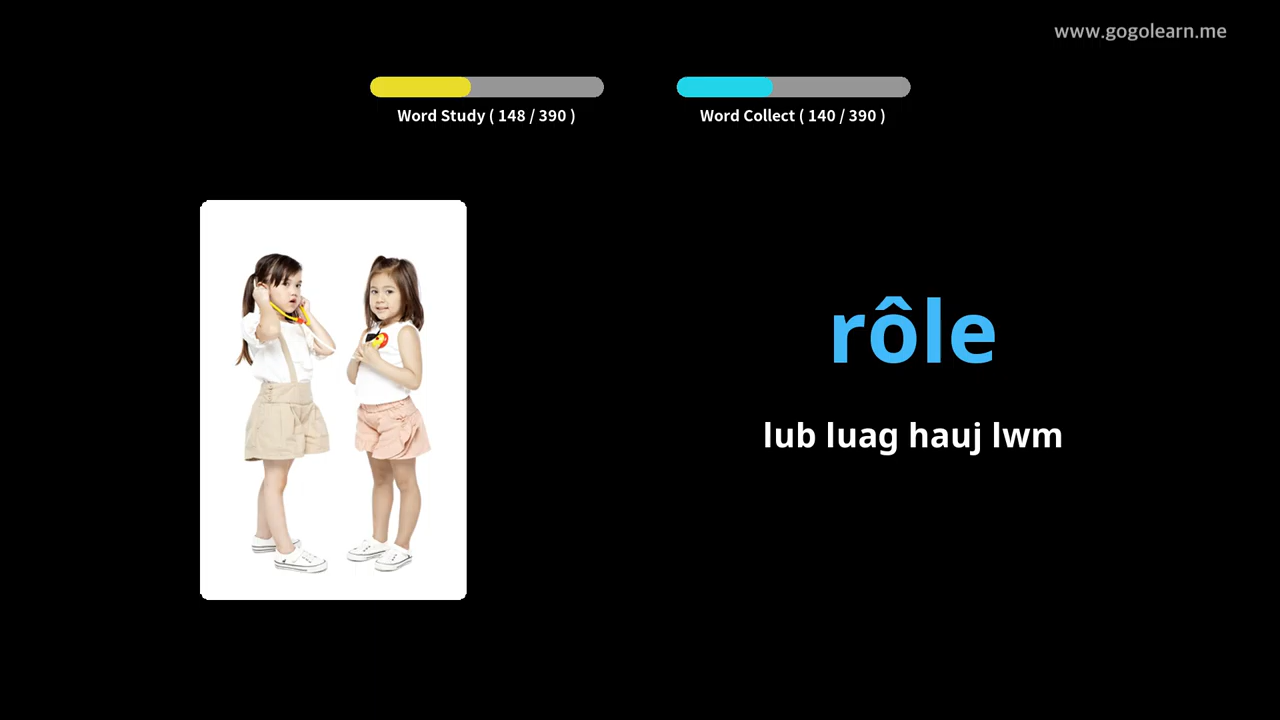 www.gogolearn.me
Word Study ( 148 / 390 )
Word Collect ( 140 / 390 )
rôle
lub luag hauj lwm